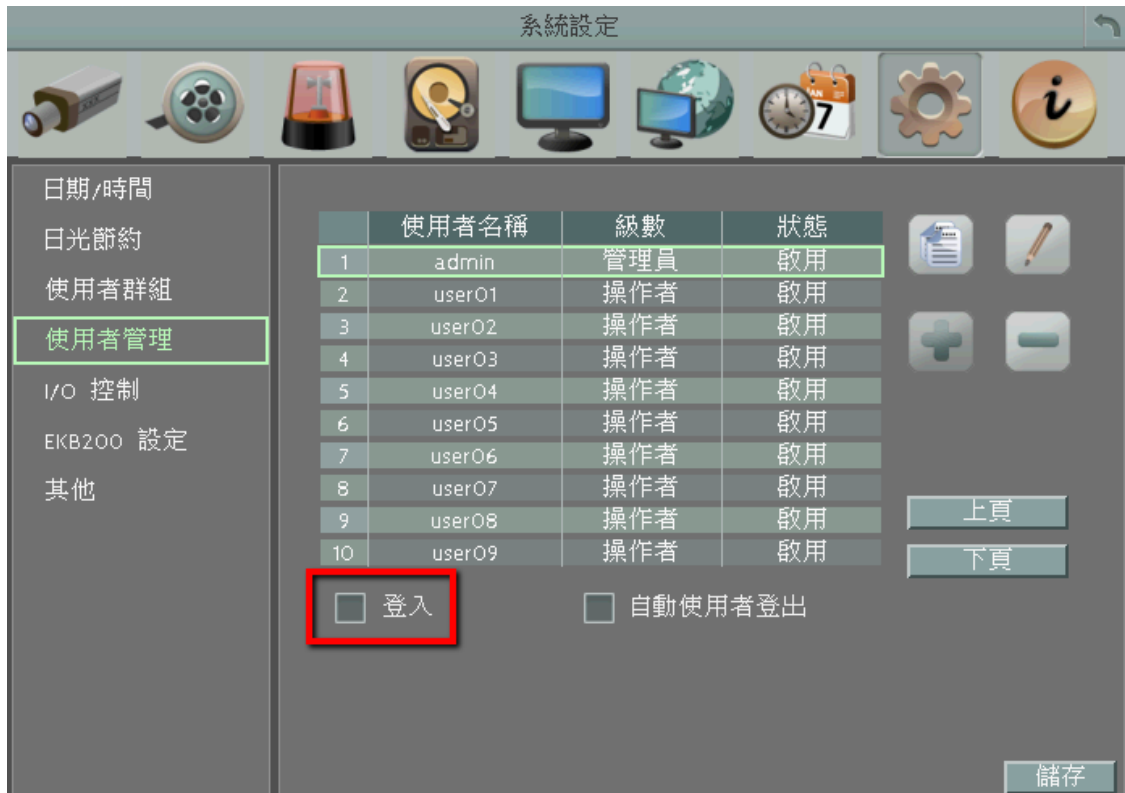 系統設定
JAN
7
i
日期/時間
日光節約
使用者群組
使用者管理
I/O 控制
EKB200 設定
其他
使用者名稱 級數 狀態
1 admin 管理員 啟用
2 user01 操作者 啟用
3 user02 操作者 啟用
4 user03 操作者 啟用
5 user04 操作者 啟用
6 user05 操作者 啟用
7 user06 操作者 啟用
8 user07 操作者 啟用
9 user08 操作者 啟用
10 user09 操作者 啟用
上頁
下頁
登入 自動使用者登出
儲存